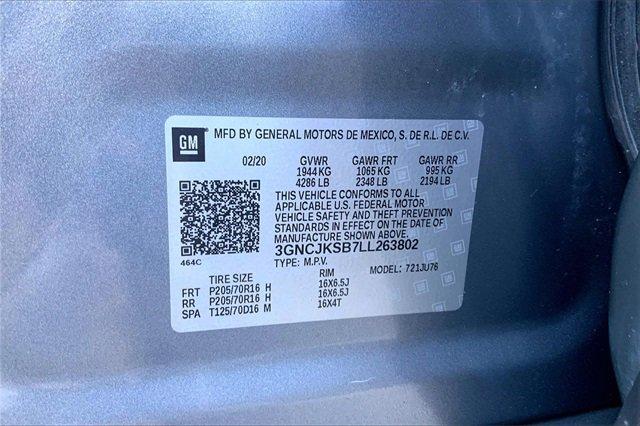 GM
MFD BY GENERAL MOTORS DE MEXICO, S. DE R.L. DE C.V.
02/20 GVWR GAWR FRT GAWR RR
1944 KG 1065 KG 995 KG
4286 LB 2348 LB 2194 LB
THIS VEHICLE CONFORMS TO ALL
APPLICABLE U.S. FEDERAL MOTOR
VEHICLE SAFETY AND THEFT PREVENTION
STANDARDS IN EFFECT ON THE DATE OF
MANUFACTURE SHOWN ABOVE.
3GNCJKSB7LL263802
464C
TYPE: M.P.V. MODEL: 721JU76
TIRE SIZE RIM
FRT P205/70R16 H 16X6.5J
RR P205/70R16 H 16X6.5J
SPA T125/70D16 M 16X4T